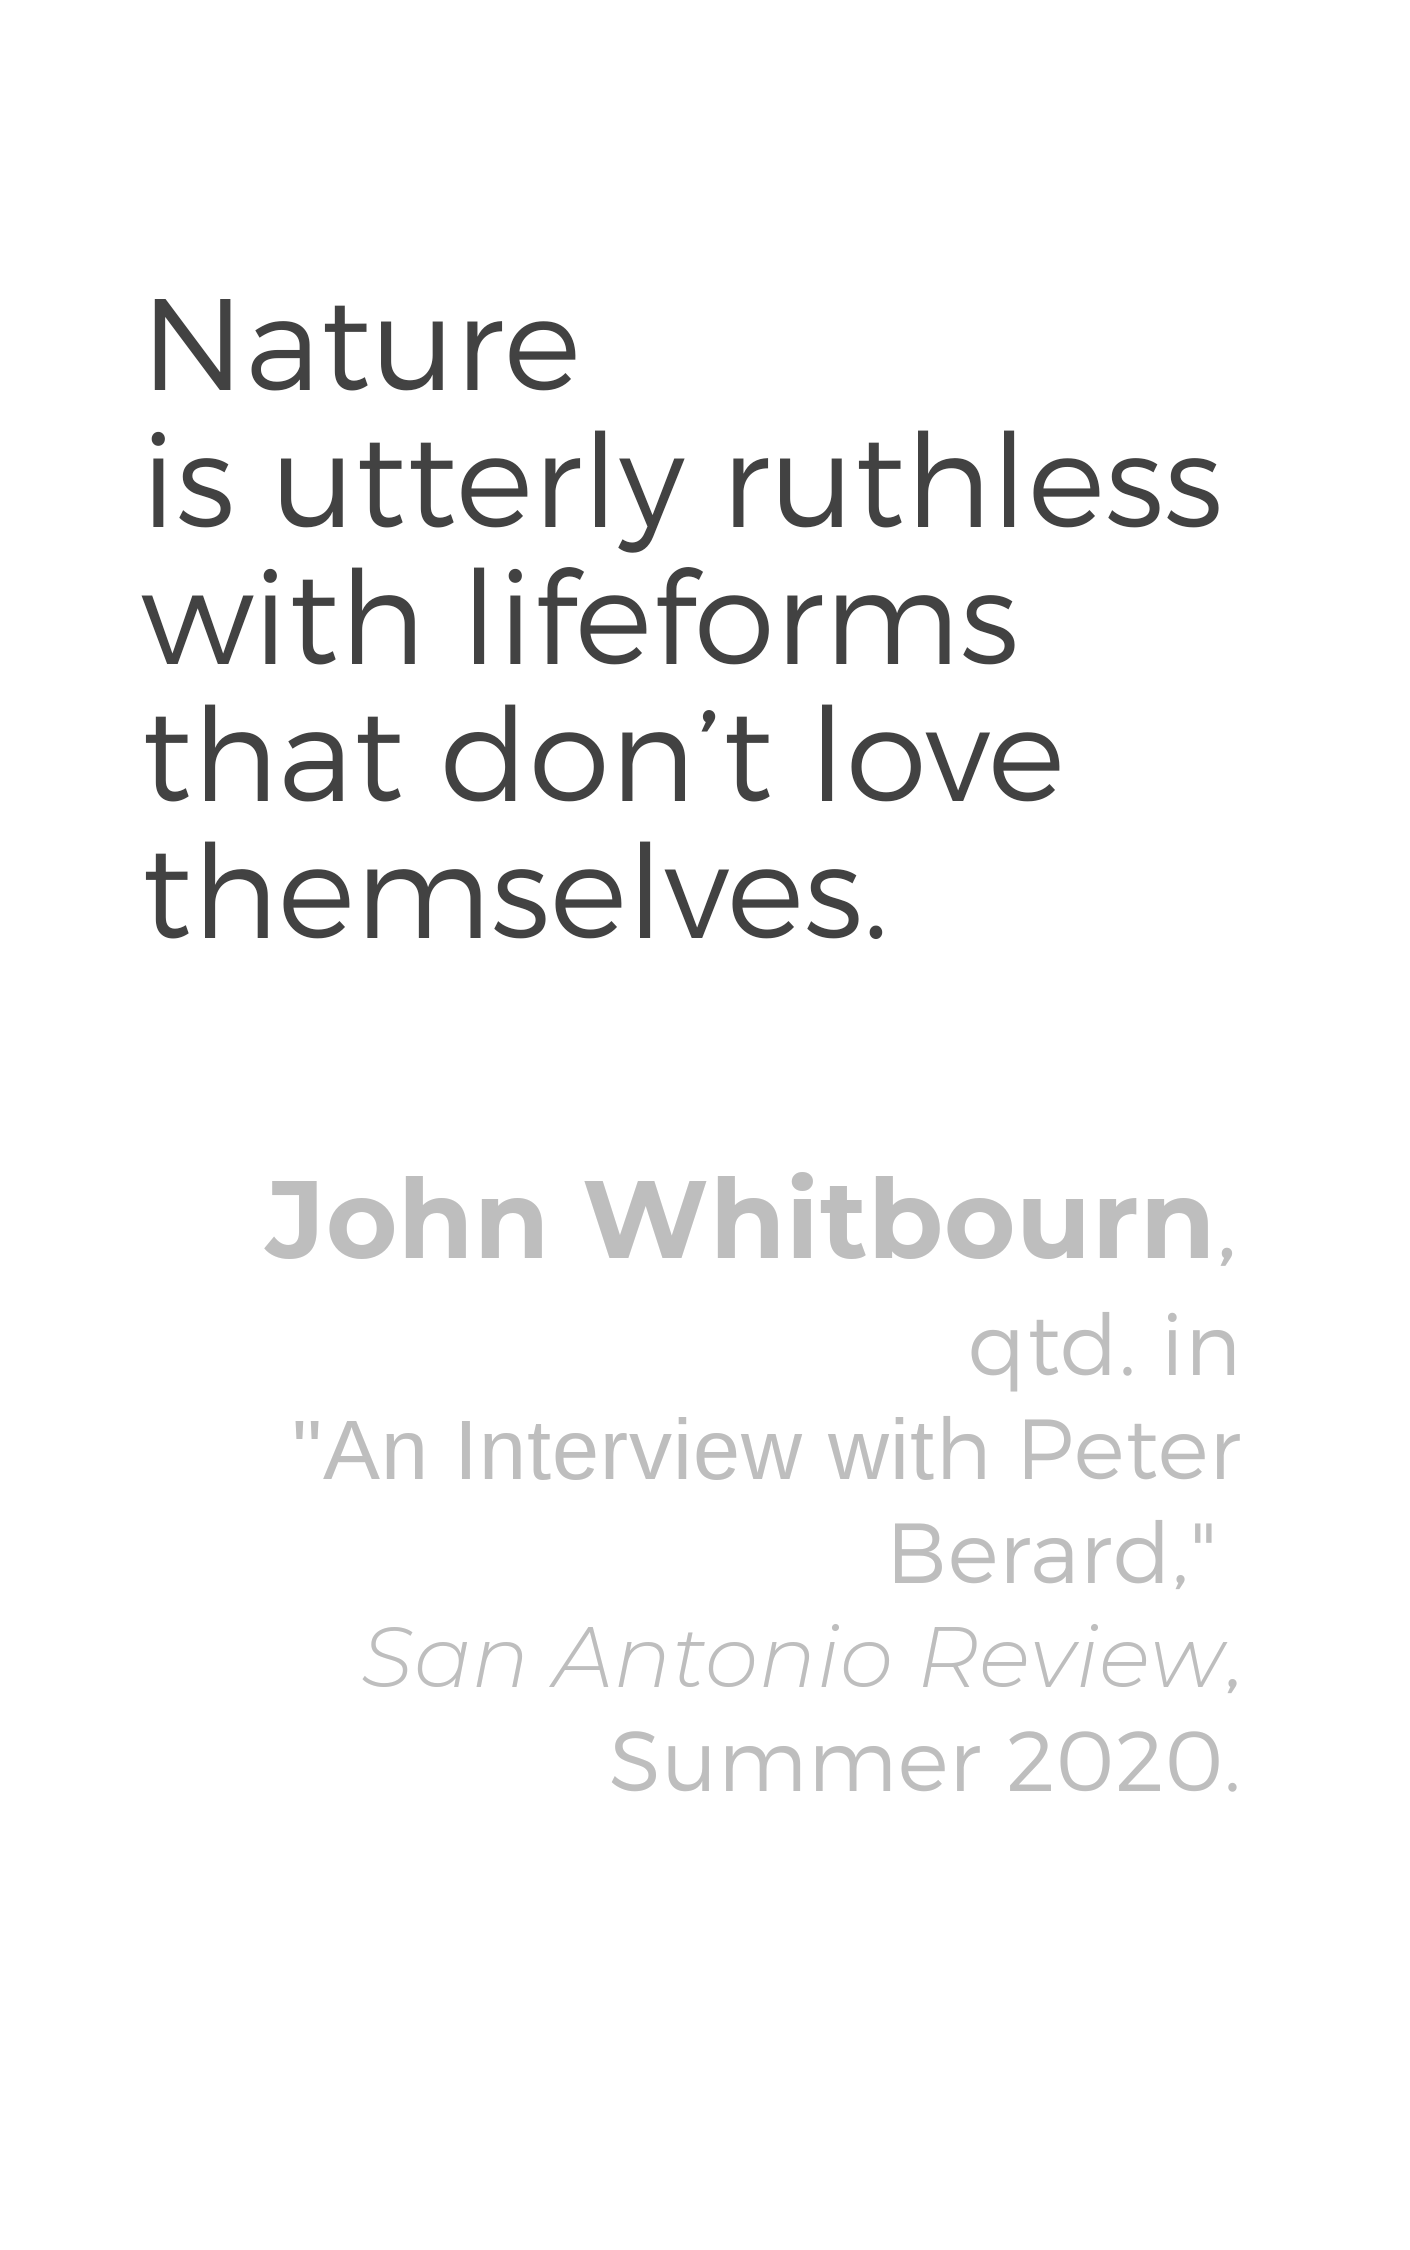 Nature
is utterly ruthless
with lifeforms
that don’t love
themselves.
John Whitbourn,
qtd. in
"An Interview with Peter
Berard,"
San Antonio Review,
Summer 2020.